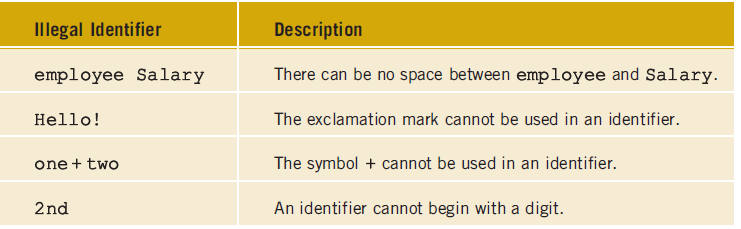 Illegal Identifier Description
employee Salary There can be no space between employee and Salary.
Hello! The exclamation mark cannot be used in an identifier.
one+two The symbol + cannot be used in an identifier.
2nd An identifier cannot begin with a digit.